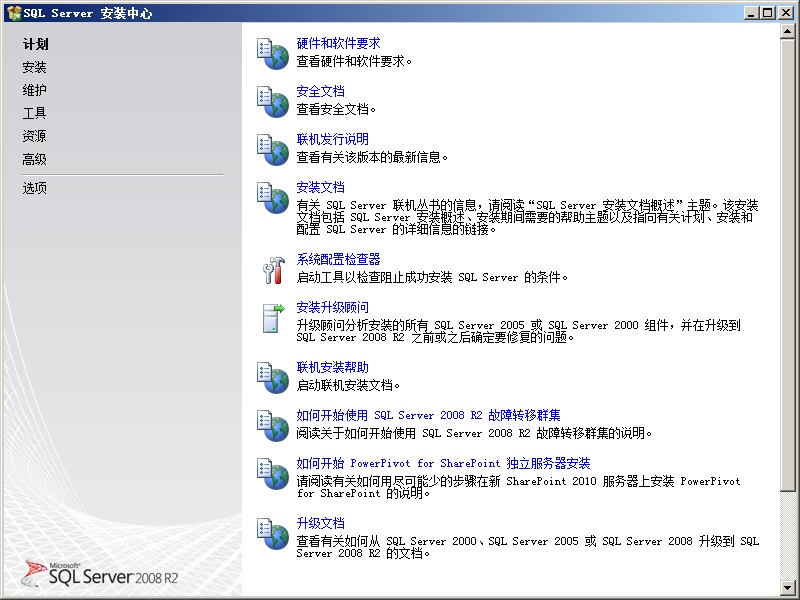 SQL Server 安装中心
计划
安装
维护
工具
资源
高级
选项
硬件和软件要求
查看硬件和软件要求。
安全文档
查看安全文档。
联机发行说明
查看有关该版本的最新信息。
安装文档
有关 SQL Server 联机丛书的信息，请阅读“SQL Server 安装文档概述”主题。该安装
文档包括 SQL Server 安装概述、安装期间需要的帮助主题以及指向有关计划、安装和
配置 SQL Server 的详细信息的链接。
系统配置检查器
启动工具以检查阻止成功安装 SQL Server 的条件。
安装升级顾问
升级顾问分析安装的所有 SQL Server 2005 或 SQL Server 2000 组件，并在升级到
SQL Server 2008 R2 之前或之后确定要修复的问题。
联机安装帮助
启动联机安装文档。
如何开始使用 SQL Server 2008 R2 故障转移群集
阅读关于如何开始使用 SQL Server 2008 R2 故障转移群集的说明。
如何开始 PowerPivot for SharePoint 独立服务器安装
请阅读有关如何用尽可能少的步骤在新 SharePoint 2010 服务器上安装 PowerPivot
for SharePoint 的说明。
升级文档
查看有关如何从 SQL Server 2000、SQL Server 2005 或 SQL Server 2008 升级到 SQL
Server 2008 R2 的文档。
Microsoft
SQL Server 2008 R2